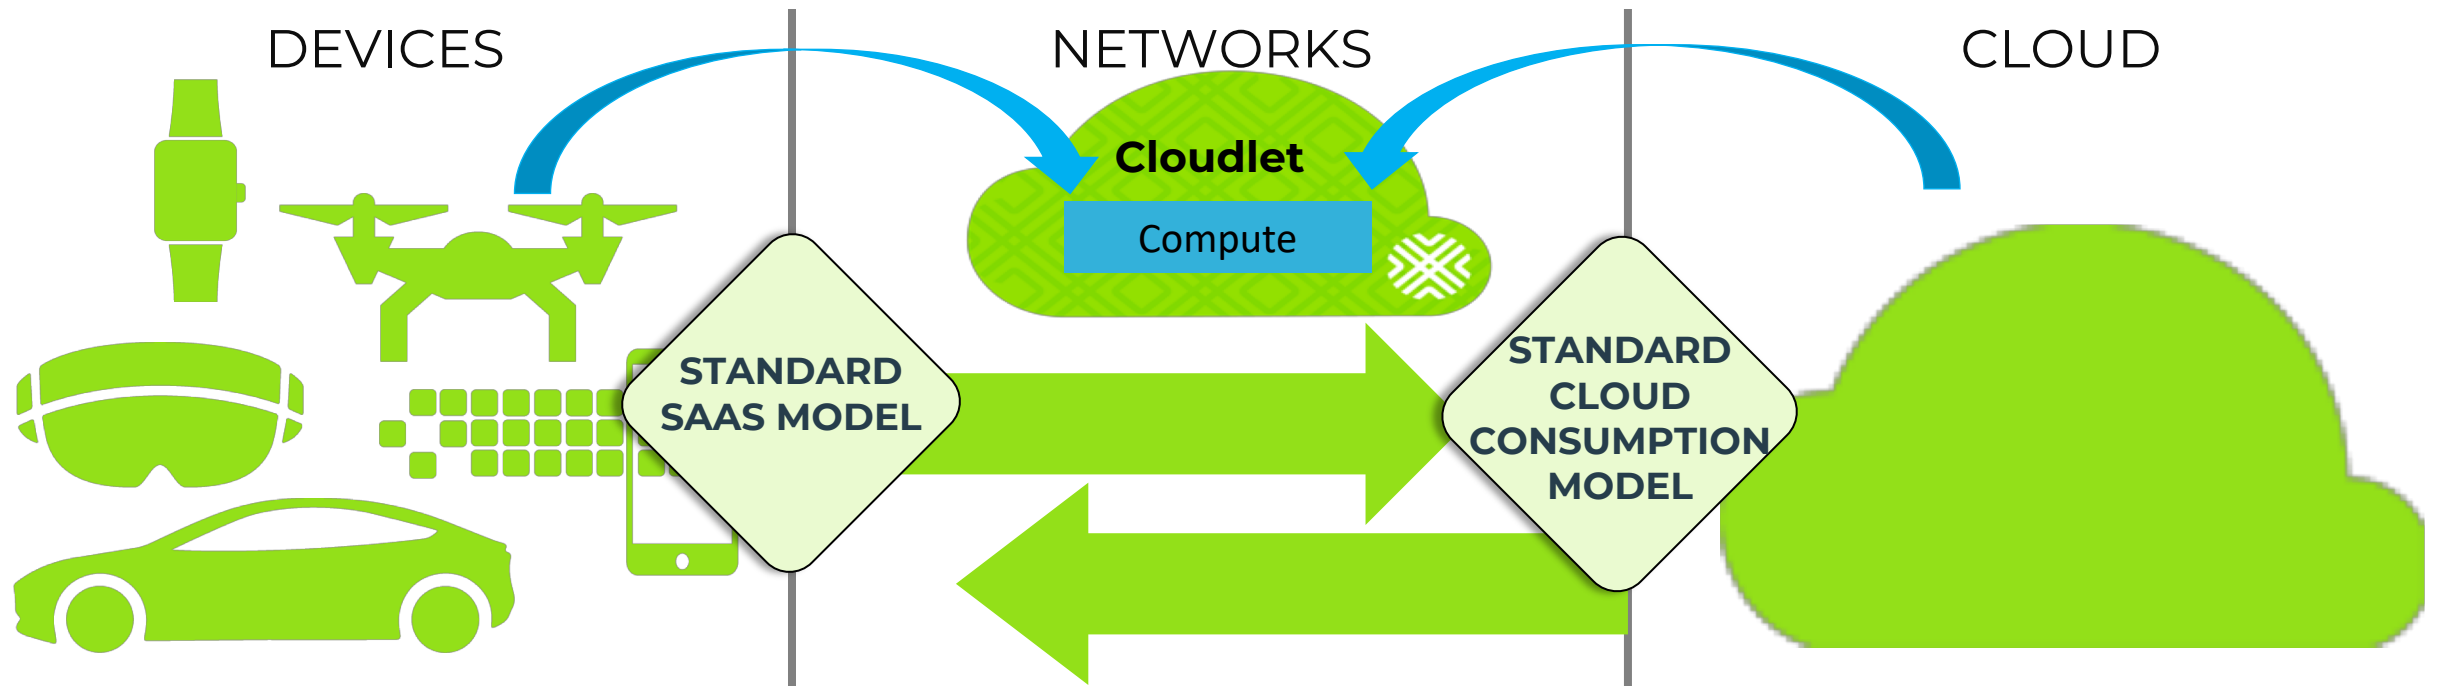 DEVICES
NETWORKS
CLOUD
Cloudlet
Compute
STANDARD
SAAS MODEL
STANDARD
CLOUD
CONSUMPTION
MODEL